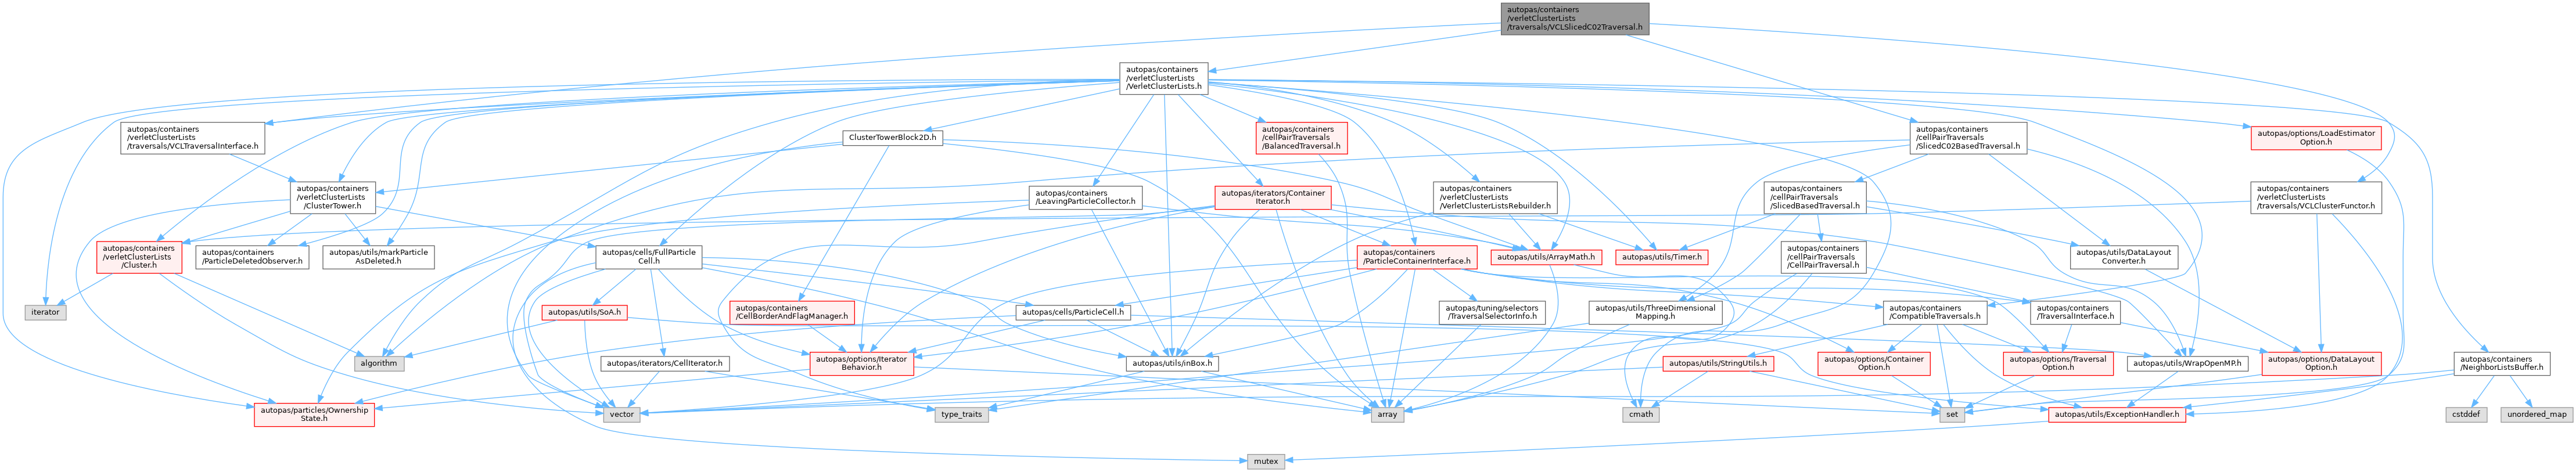 autopas/containers
/verletClusterLists
/traversals/VCLSlicedC02Traversal.h
autopas/containers
/verletClusterLists
/VerletClusterLists.h
autopas/containers
/verletClusterLists
/traversals/VCLTraversalInterface.h
ClusterTowerBlock2D.h
autopas/containers
/cellPairTraversals
/BalancedTraversal.h
autopas/containers
/cellPairTraversals
/SlicedC02BasedTraversal.h
autopas/options/LoadEstimator
Option.h
autopas/containers
/verletClusterLists
/ClusterTower.h
autopas/containers
/LeavingParticleCollector.h
autopas/iterators/Container
Iterator.h
autopas/containers
/verletClusterLists
/VerletClusterListsRebuilder.h
autopas/containers
/cellPairTraversals
/SlicedBasedTraversal.h
autopas/containers
/verletClusterLists
/traversals/VCLClusterFunctor.h
autopas/containers
/verletClusterLists
/Cluster.h
autopas/containers
/ParticleDeletedObserver.h
autopas/utils/markParticle
AsDeleted.h
autopas/cells/FullParticle
Cell.h
autopas/containers
/ParticleContainerInterface.h
autopas/utils/ArrayMath.h
autopas/utils/Timer.h
autopas/containers
/cellPairTraversals
/CellPairTraversal.h
autopas/utils/DataLayout
Converter.h
iterator
autopas/utils/SoA.h
autopas/containers
/CellBorderAndFlagManager.h
autopas/cells/ParticleCell.h
autopas/tuning/selectors
/TraversalSelectorInfo.h
autopas/utils/ThreeDimensional
Mapping.h
autopas/containers
/CompatibleTraversals.h
autopas/containers
/TraversalInterface.h
algorithm
autopas/iterators/CellIterator.h
autopas/options/Iterator
Behavior.h
autopas/utils/inBox.h
autopas/utils/StringUtils.h
autopas/options/Container
Option.h
autopas/options/Traversal
Option.h
autopas/utils/WrapOpenMP.h
autopas/options/DataLayout
Option.h
autopas/containers
/NeighborListsBuffer.h
autopas/particles/Ownership
State.h
vector
type_traits
array
cmath
set
autopas/utils/ExceptionHandler.h
cstddef
unordered_map
mutex